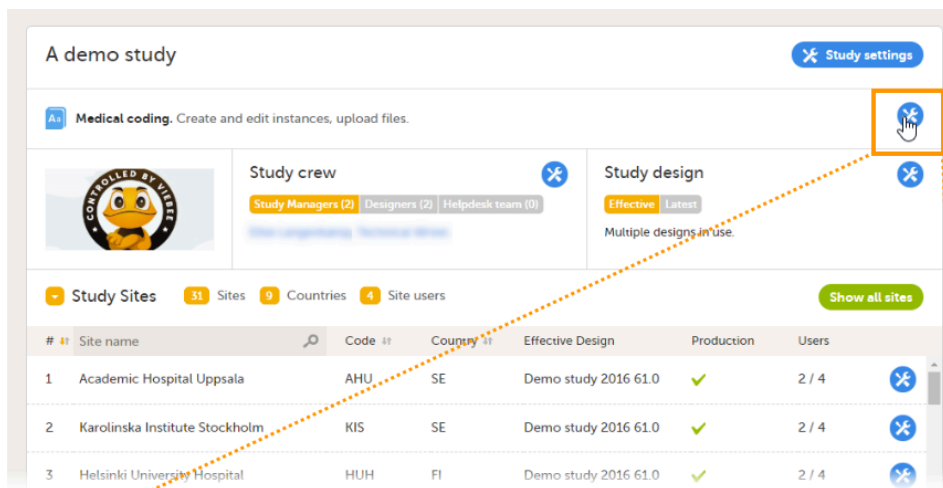 A demo study
Study settings
Aa
Medical coding. Create and edit instances, upload files.
CONTROLLED BY VIEBEE
Study crew
Study Managers (2) Designers (2) Helpdesk team (0)
Study design
Effective Latest
Multiple designs in use.
Study Sites 31 Sites 9 Countries 4 Site users
Show all sites
# Site name Code Country Effective Design Production Users
1 Academic Hospital Uppsala AHU SE Demo study 2016 61.0 2 / 4
2 Karolinska Institute Stockholm KIS SE Demo study 2016 61.0 2 / 4
3 Helsinki University Hospital HUH FI Demo study 2016 61.0 2 / 4